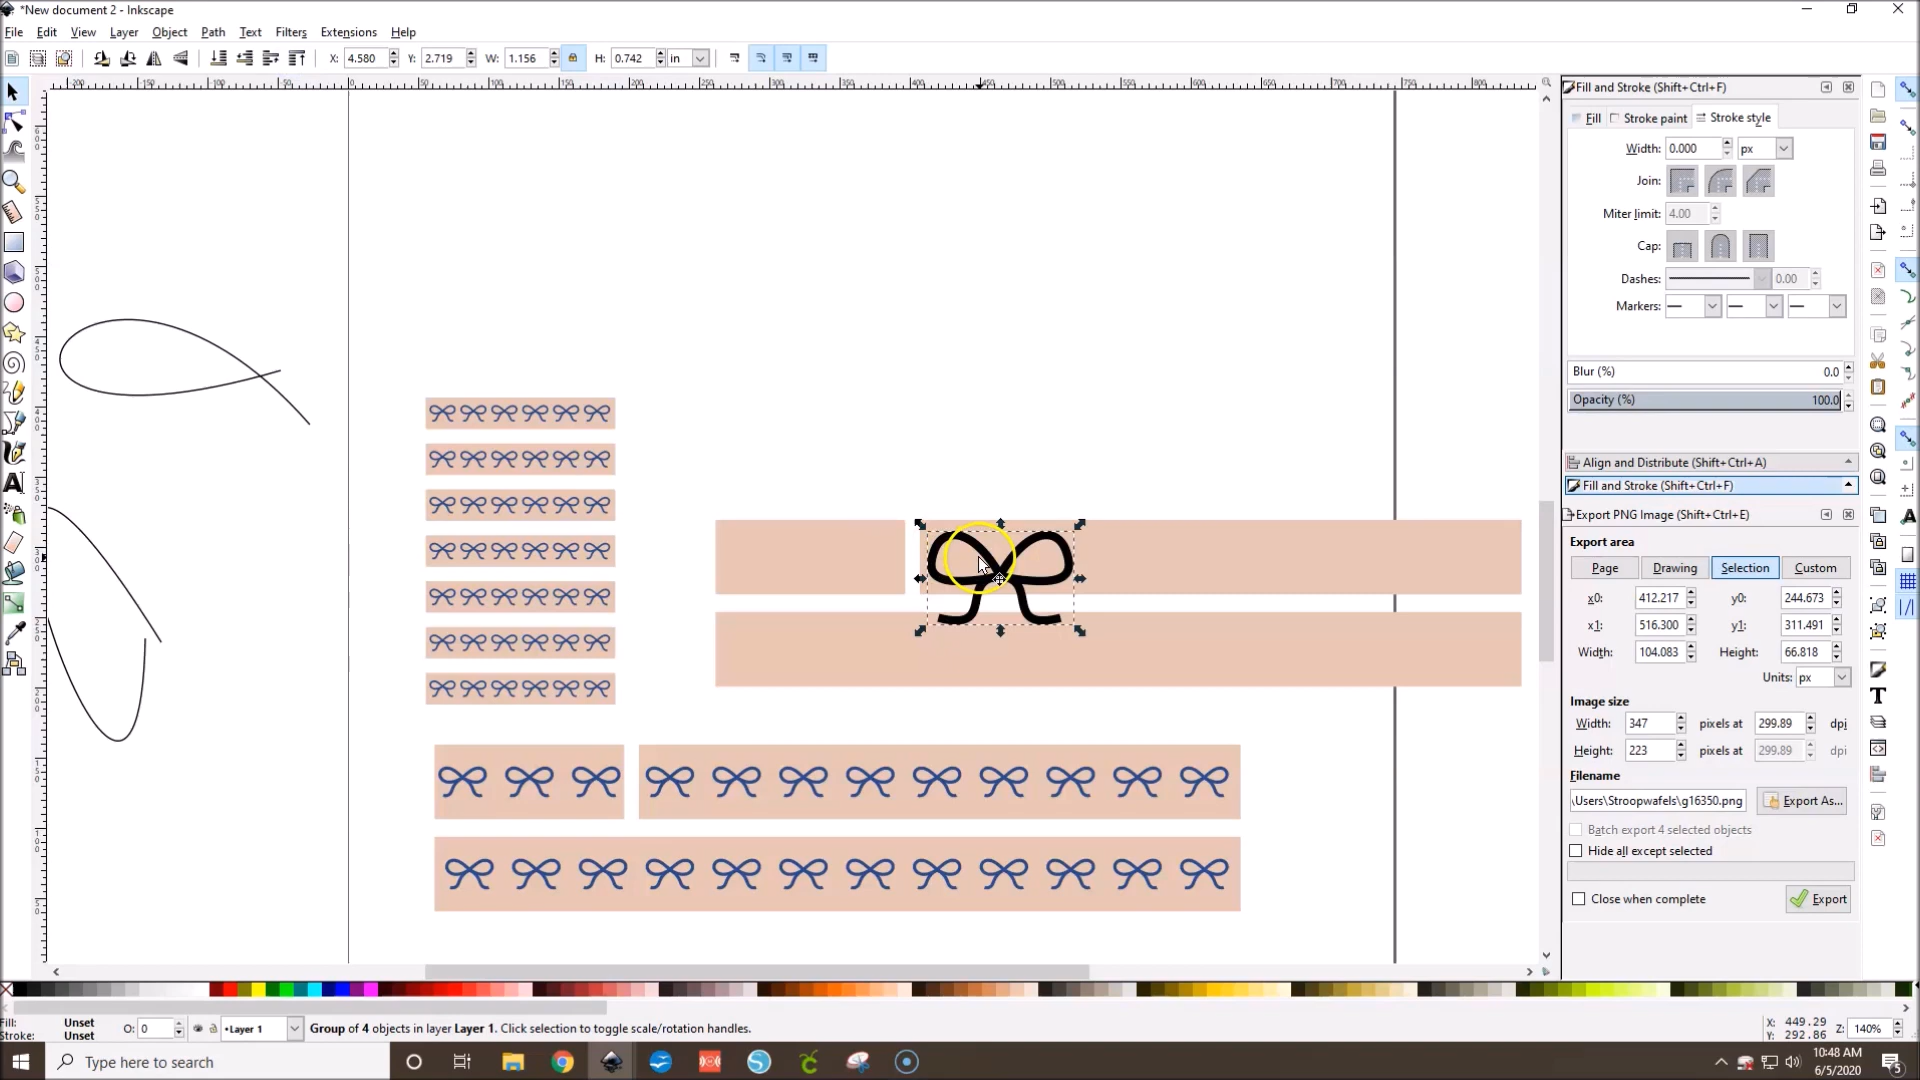 *New document 2 - Inkscape
File Edit View Layer Object Path Text Filters Extensions Help
X: 4.580 Y: 2.719 W: 1.156 H: 0.742 in
Fill and Stroke (Shift+Ctrl+F)
Fill Stroke paint Stroke style
Width: 0.000 px
Join:
Miter limit: 4.00
Cap:
Dashes: 0.00
Markers:
Blur (%) 0.0
Opacity (%) 100.0
Align and Distribute (Shift+Ctrl+A)
Fill and Stroke (Shift+Ctrl+F)
Export PNG Image (Shift+Ctrl+E)
Export area
Page Drawing Selection Custom
x0: 412.217 y0: 244.673
x1: 516.300 y1: 311.491
Width: 104.083 Height: 66.818
Units: px
Image size
Width: 347 pixels at 299.89 dpi
Height: 223 pixels at 299.89 dpi
Filename
\Users\Stroopwafels\g16350.png Export As...
Batch export 4 selected objects
Hide all except selected
Close when complete Export
Fill: Unset
Stroke: Unset
O: 0 •Layer 1 Group of 4 objects in layer Layer 1. Click selection to toggle scale/rotation handles.
X: 449.29
Y: 292.86
Z: 140%
Type here to search
10:48 AM
6/5/2020
5